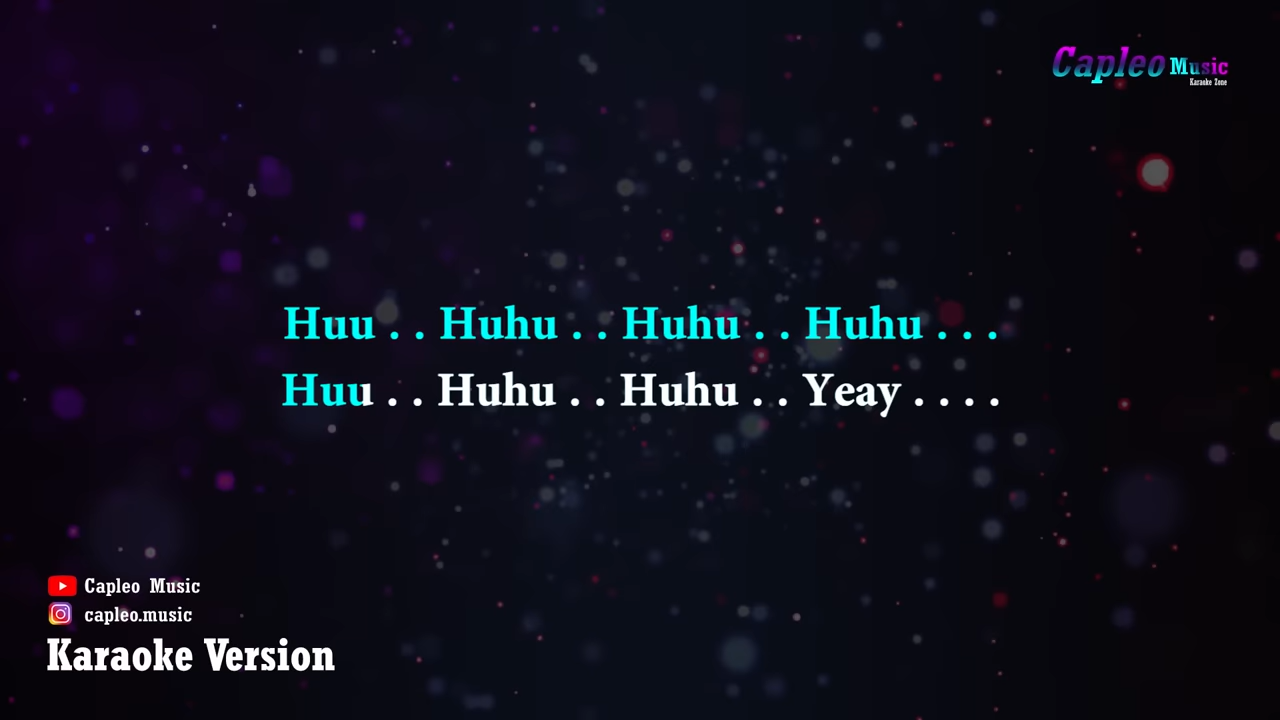 Capleo Music
Karaoke Zone
Huu . . Huhu . . Huhu . . Huhu . . .
Huu . . Huhu . . Huhu . . Yeay . . . .
Capleo Music
capleo.music
Karaoke Version